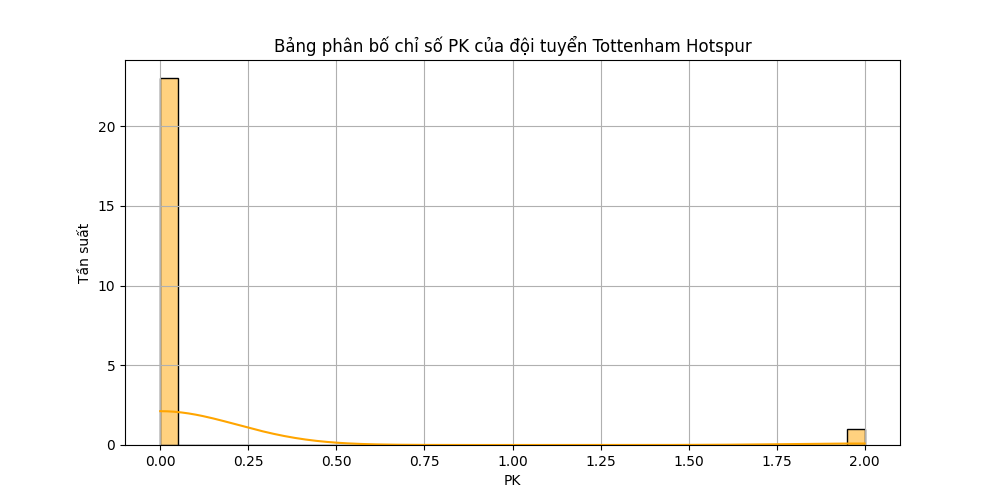 Bảng phân bố chỉ số PK của đội tuyển Tottenham Hotspur
Tần suất
20
15
10
5
0
0.00 0.25 0.50 0.75 1.00 1.25 1.50 1.75 2.00
PK